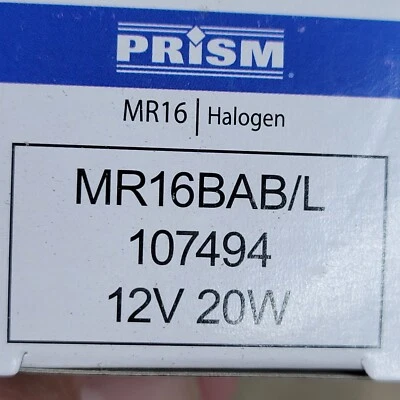 PRiSM®
MR16 | Halogen
MR16BAB/L
107494
12V 20W